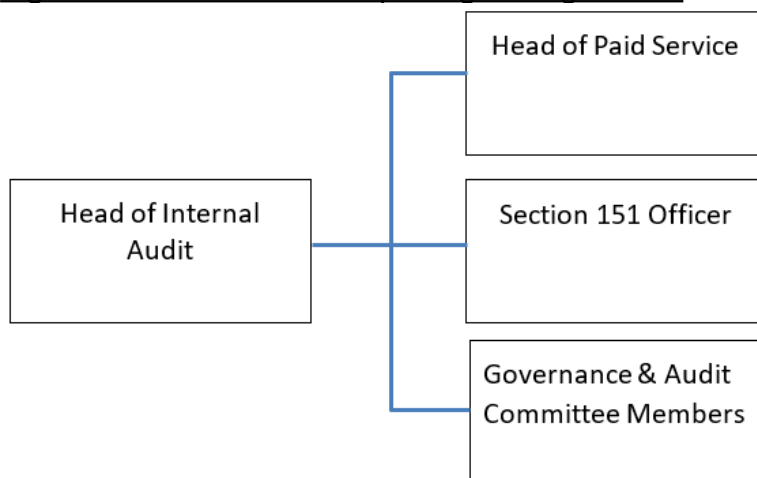 Head of Paid Service
Head of Internal
Audit
Section 151 Officer
Governance & Audit
Committee Members